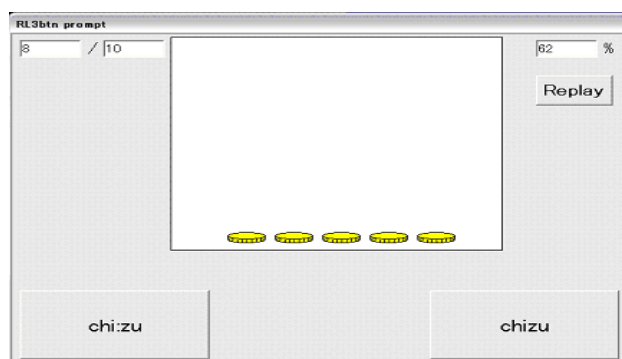 RL3btn prompt
8 / 10
62 %
Replay
chi:zu
chizu